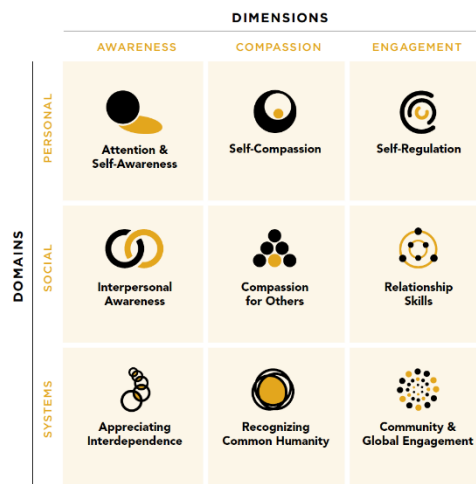 DIMENSIONS
AWARENESS
COMPASSION
ENGAGEMENT
DOMAINS
PERSONAL
Attention &
Self-Awareness
Self-Compassion
Self-Regulation
SOCIAL
Interpersonal
Awareness
Compassion
for Others
Relationship
Skills
SYSTEMS
Appreciating
Interdependence
Recognizing
Common Humanity
Community &
Global Engagement